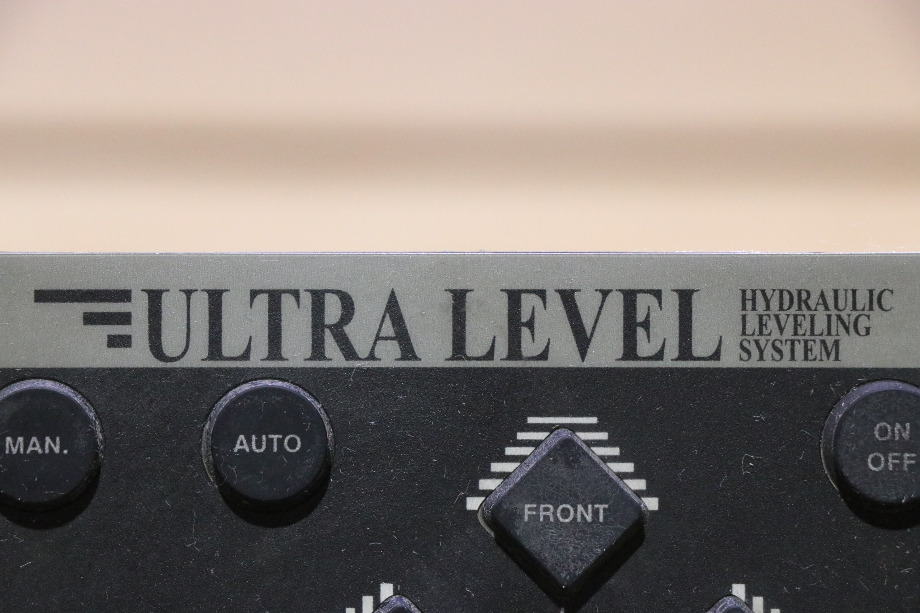 ULTRA LEVEL
HYDRAULIC
LEVELING
SYSTEM
MAN.
AUTO
FRONT
ON
OFF